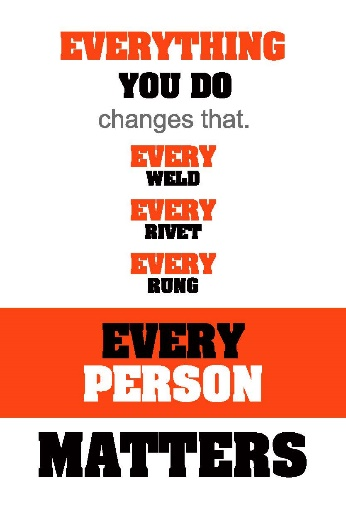 EVERYTHING
YOU DO
changes that.
EVERY
WELD
EVERY
RIVET
EVERY
RUNG
EVERY
PERSON
MATTERS